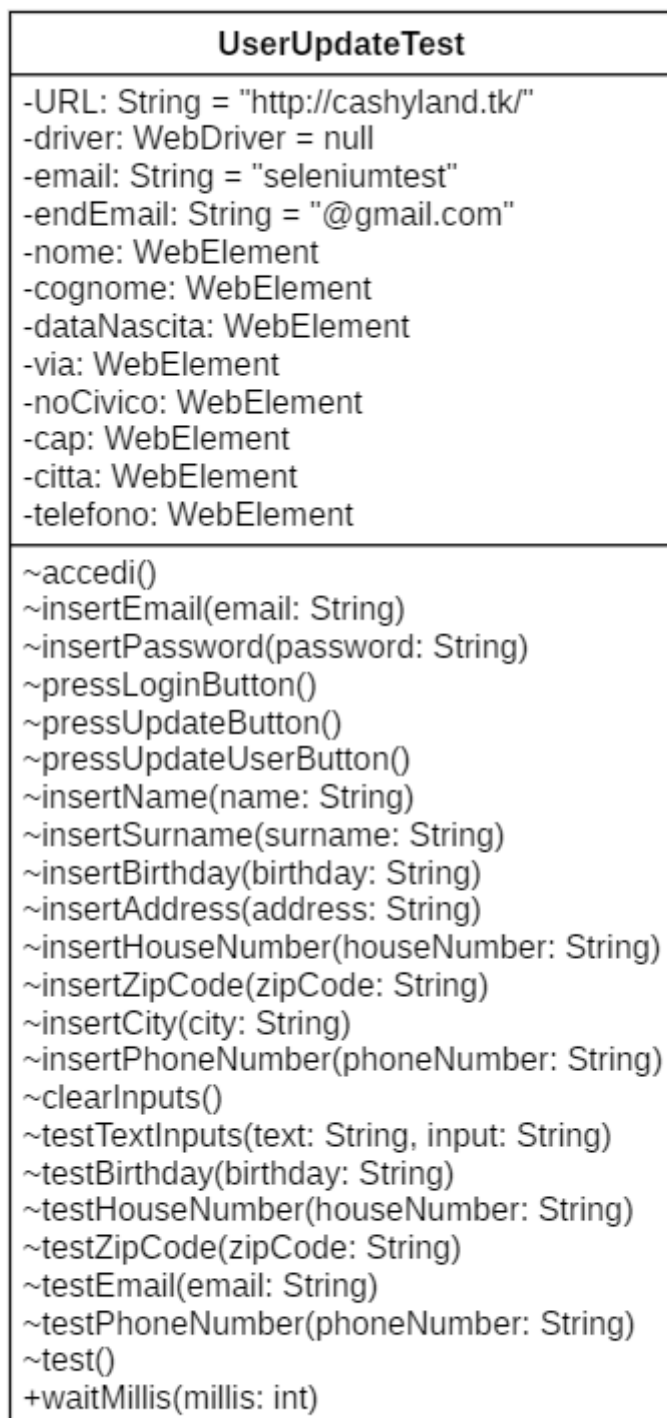 UserUpdateTest
-URL: String = "http://cashyland.tk/"
-driver: WebDriver = null
-email: String = "seleniumtest"
-endEmail: String = "@gmail.com"
-nome: WebElement
-cognome: WebElement
-dataNascita: WebElement
-via: WebElement
-noCivico: WebElement
-cap: WebElement
-citta: WebElement
-telefono: WebElement
~accedi()
~insertEmail(email: String)
~insertPassword(password: String)
~pressLoginButton()
~pressUpdateButton()
~pressUpdateUserButton()
~insertName(name: String)
~insertSurname(surname: String)
~insertBirthday(birthday: String)
~insertAddress(address: String)
~insertHouseNumber(houseNumber: String)
~insertZipCode(zipCode: String)
~insertCity(city: String)
~insertPhoneNumber(phoneNumber: String)
~clearInputs()
~testTextInputs(text: String, input: String)
~testBirthday(birthday: String)
~testHouseNumber(houseNumber: String)
~testZipCode(zipCode: String)
~testEmail(email: String)
~testPhoneNumber(phoneNumber: String)
~test()
+waitMillis(millis: int)